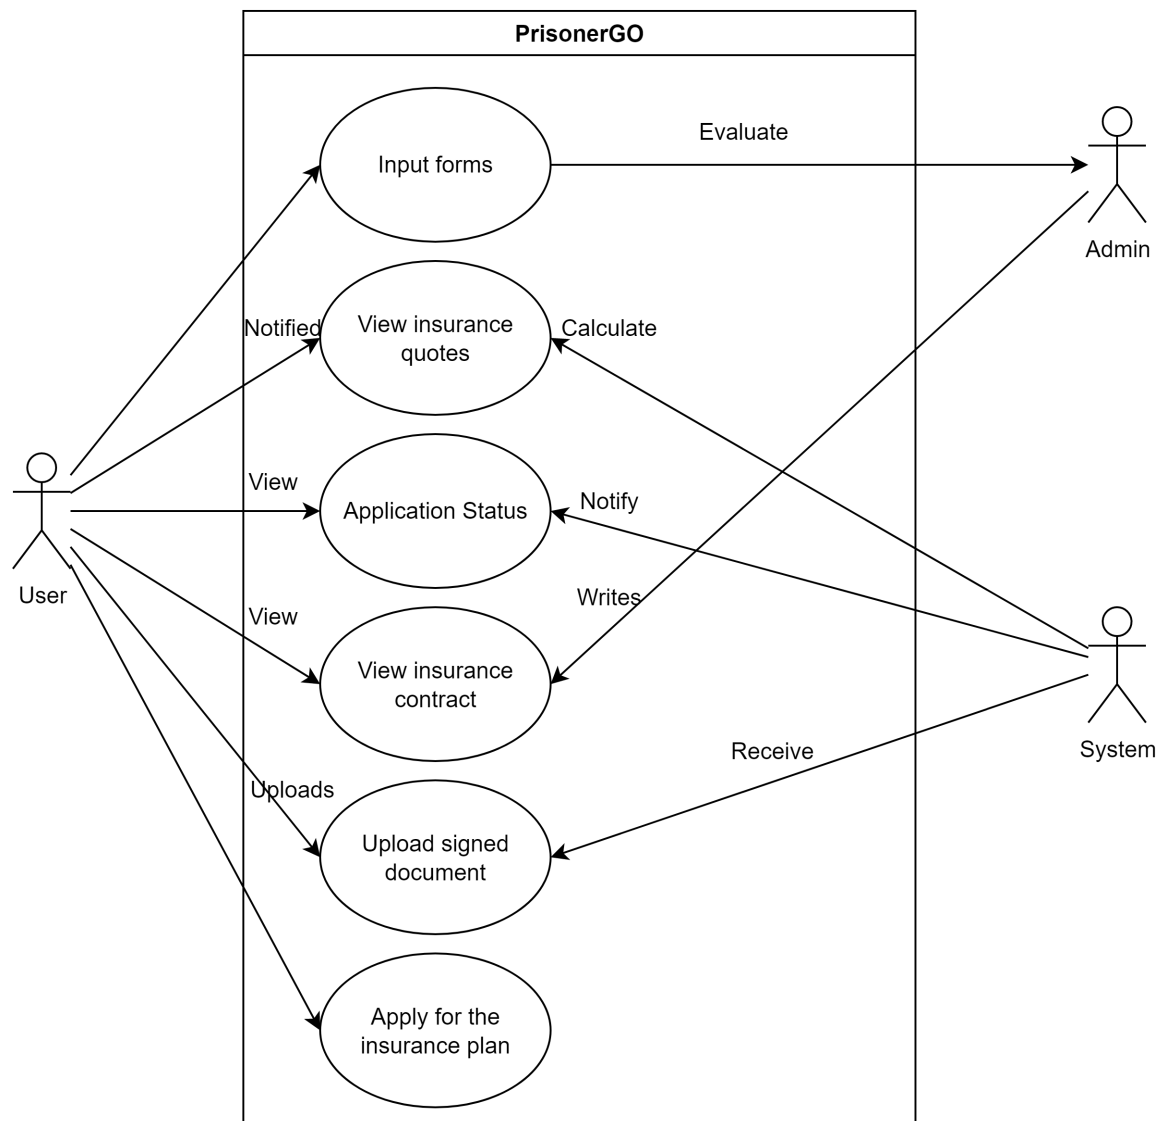 PrisonerGO
Evaluate
Input forms
Admin
Notified
View insurance
quotes
Calculate
View
Application Status
Notify
User
Writes
View
View insurance
contract
System
Receive
Uploads
Upload signed
document
Apply for the
insurance plan